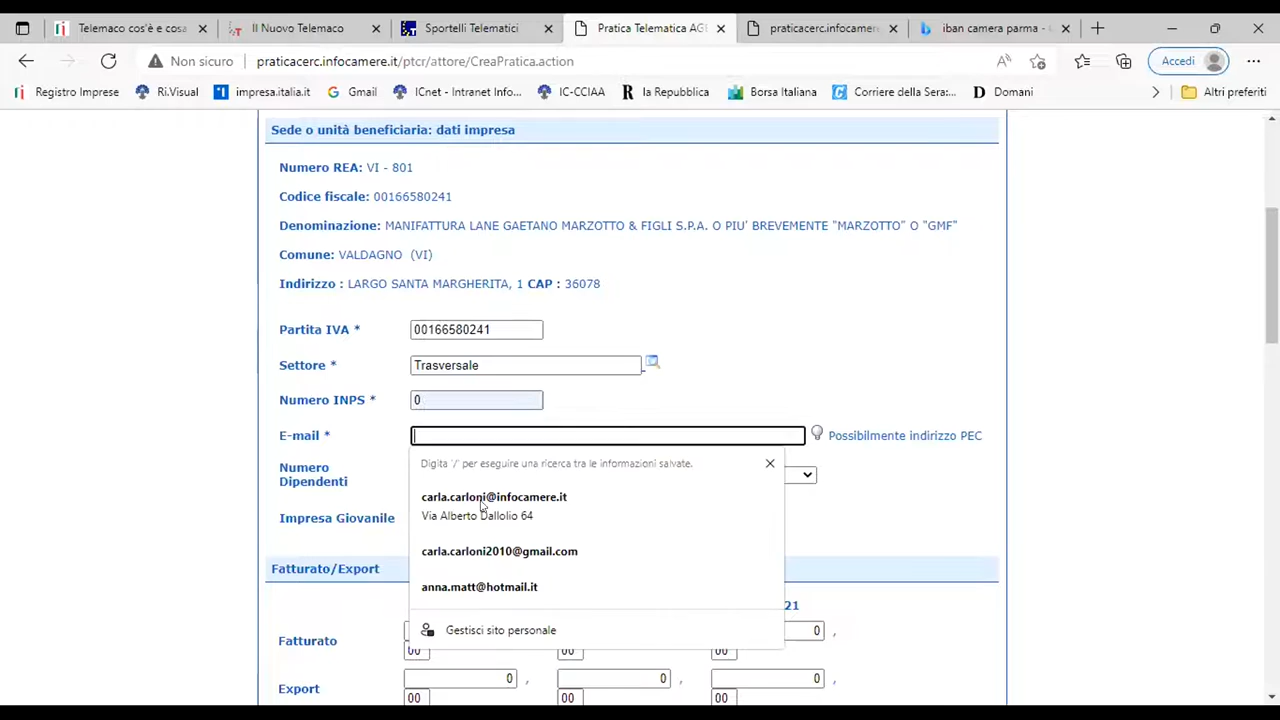 Telemaco cos'è e cosa
Il Nuovo Telemaco
Sportelli Telematici
Pratica Telematica AGE
praticacerc.infocamere
iban camera parma -
Non sicuro
praticacerc.infocamere.it/ptcr/attore/CreaPratica.action
Accedi
Registro Imprese
Ri.Visual
impresa.italia.it
Gmail
ICnet - Intranet Info...
IC-CCIAA
la Repubblica
Borsa Italiana
Corriere della Sera:...
Domani
Altri preferiti
Sede o unità beneficiaria: dati impresa
Numero REA: VI - 801
Codice fiscale: 00166580241
Denominazione: MANIFATTURA LANE GAETANO MARZOTTO & FIGLI S.P.A. O PIU' BREVEMENTE "MARZOTTO" O "GMF"
Comune: VALDAGNO (VI)
Indirizzo : LARGO SANTA MARGHERITA, 1 CAP : 36078
Partita IVA * 00166580241
Settore * Trasversale
Numero INPS * 0
E-mail * Possibilmente indirizzo PEC
Digita '/' per eseguire una ricerca tra le informazioni salvate.
Numero
Dipendenti
carla.carloni@infocamere.it
Via Alberto Dallolio 64
Impresa Giovanile
carla.carloni2010@gmail.com
Fatturato/Export
anna.matt@hotmail.it
21
Gestisci sito personale
Fatturato 0 ,
00 00 00
Export 0 , 0 , 0 ,
00 00 00